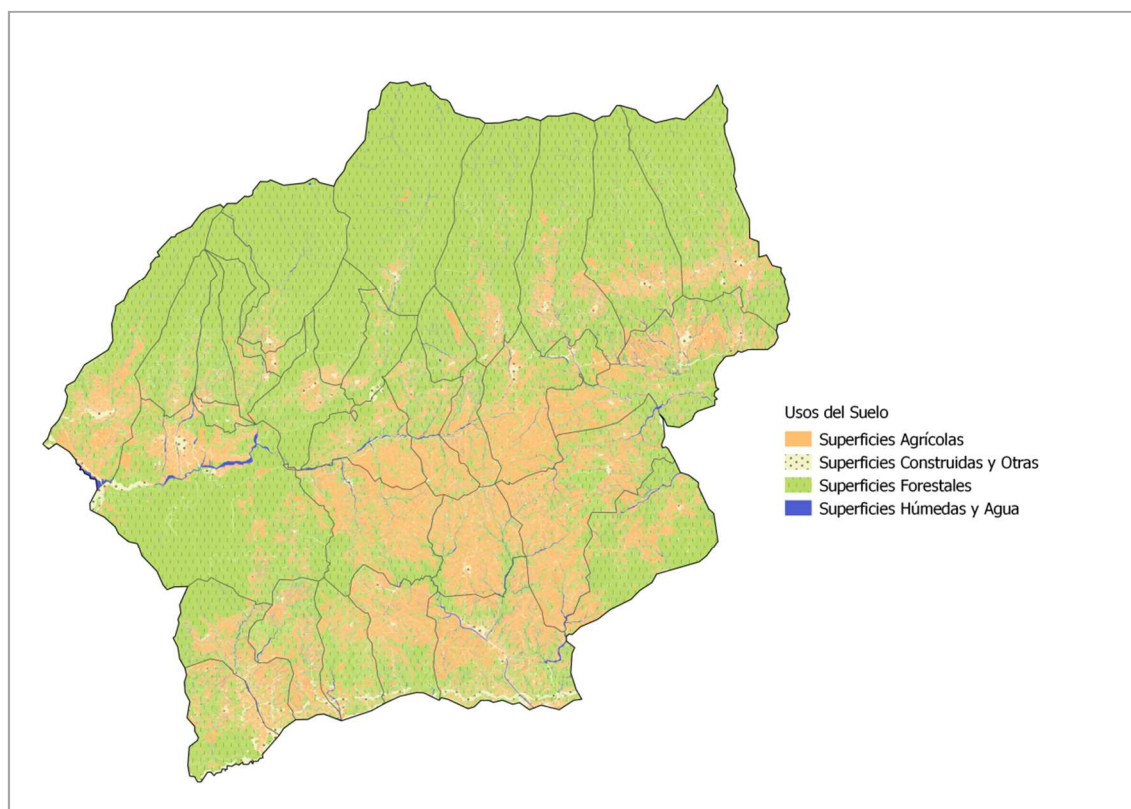 Usos del Suelo
Superficies Agrícolas
Superficies Construidas y Otras
Superficies Forestales
Superficies Húmedas y Agua